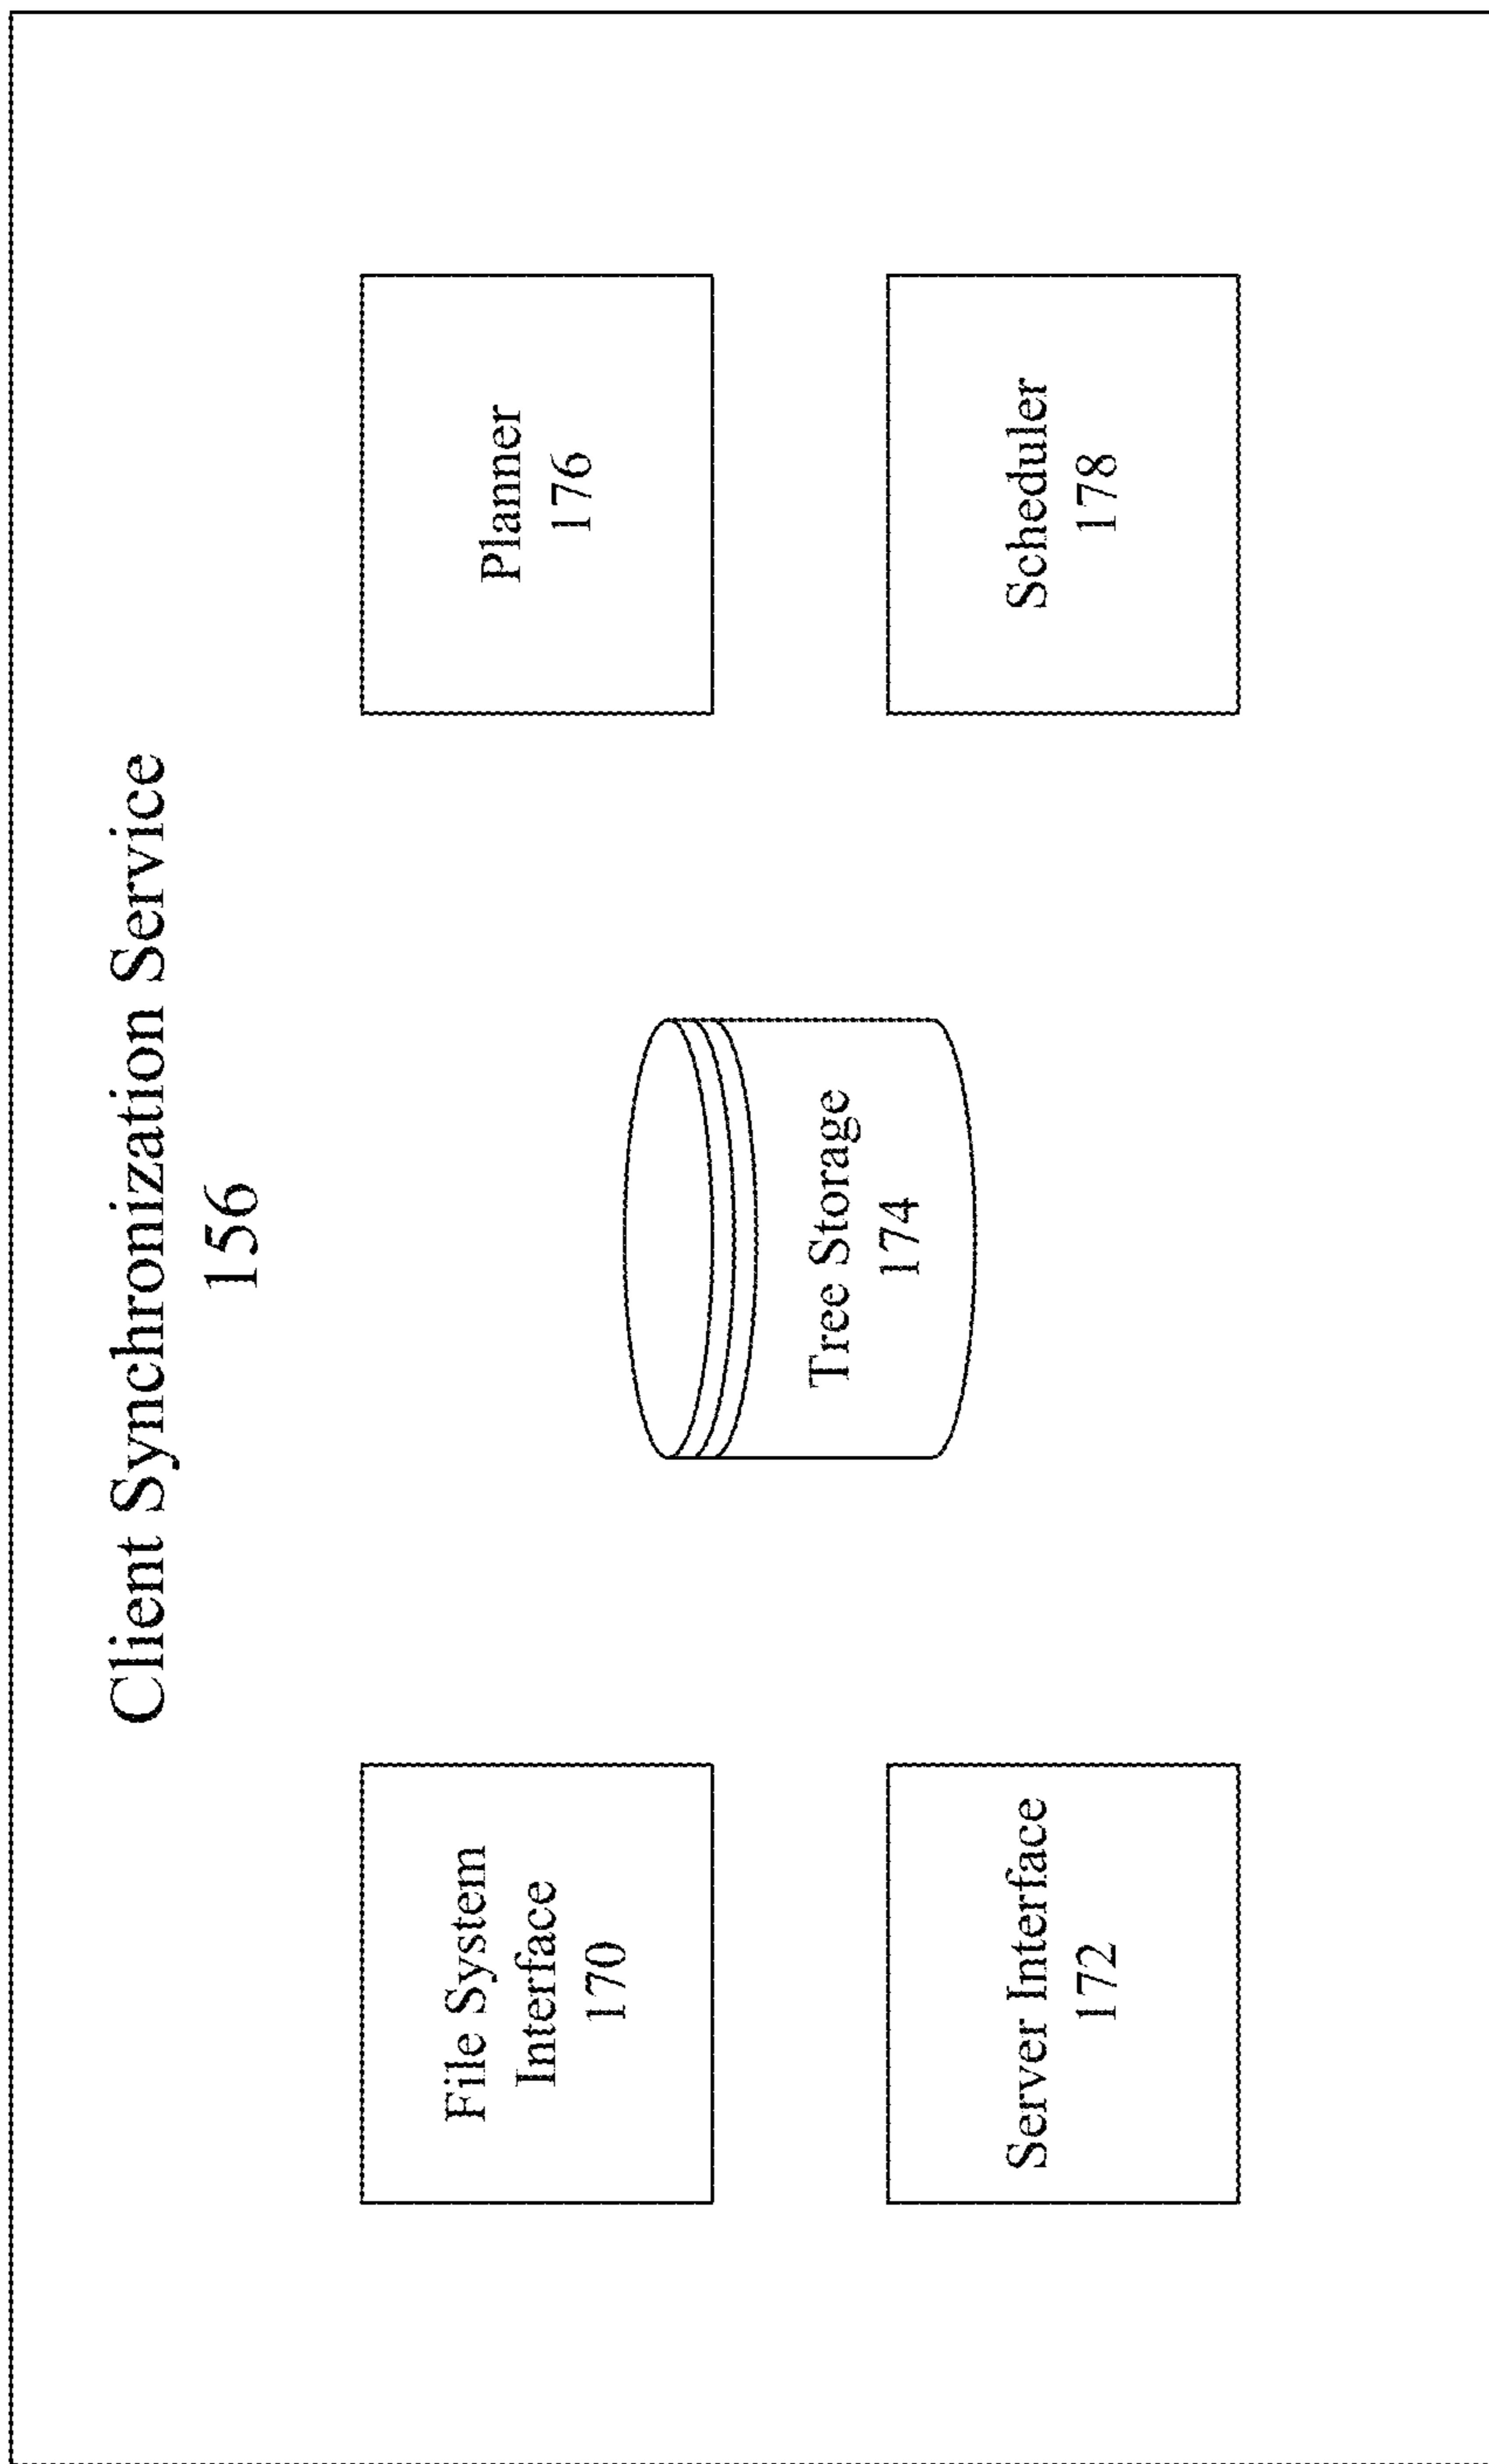 Client Synchronization Service
156
File System
Interface
170
Server Interface
172
Tree Storage
174
Planner
176
Scheduler
178